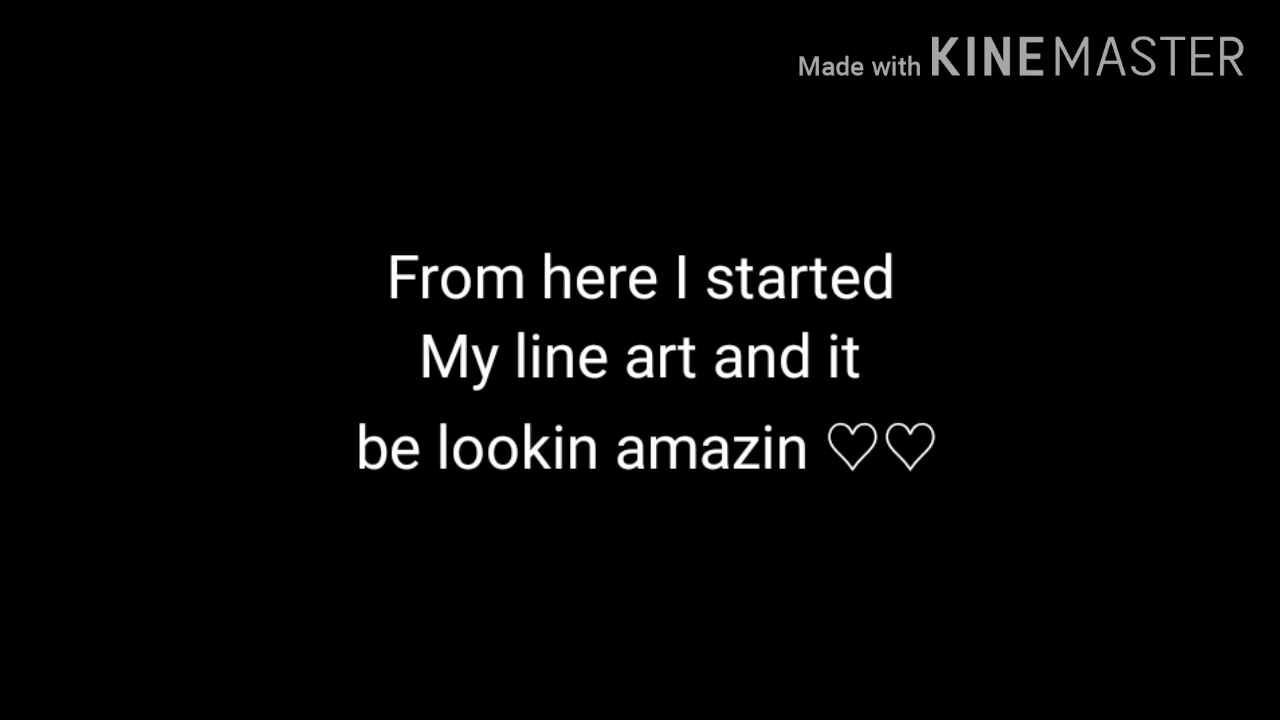 Made with KINEMASTER
From here I started
My line art and it
be lookin amazin ♡♡